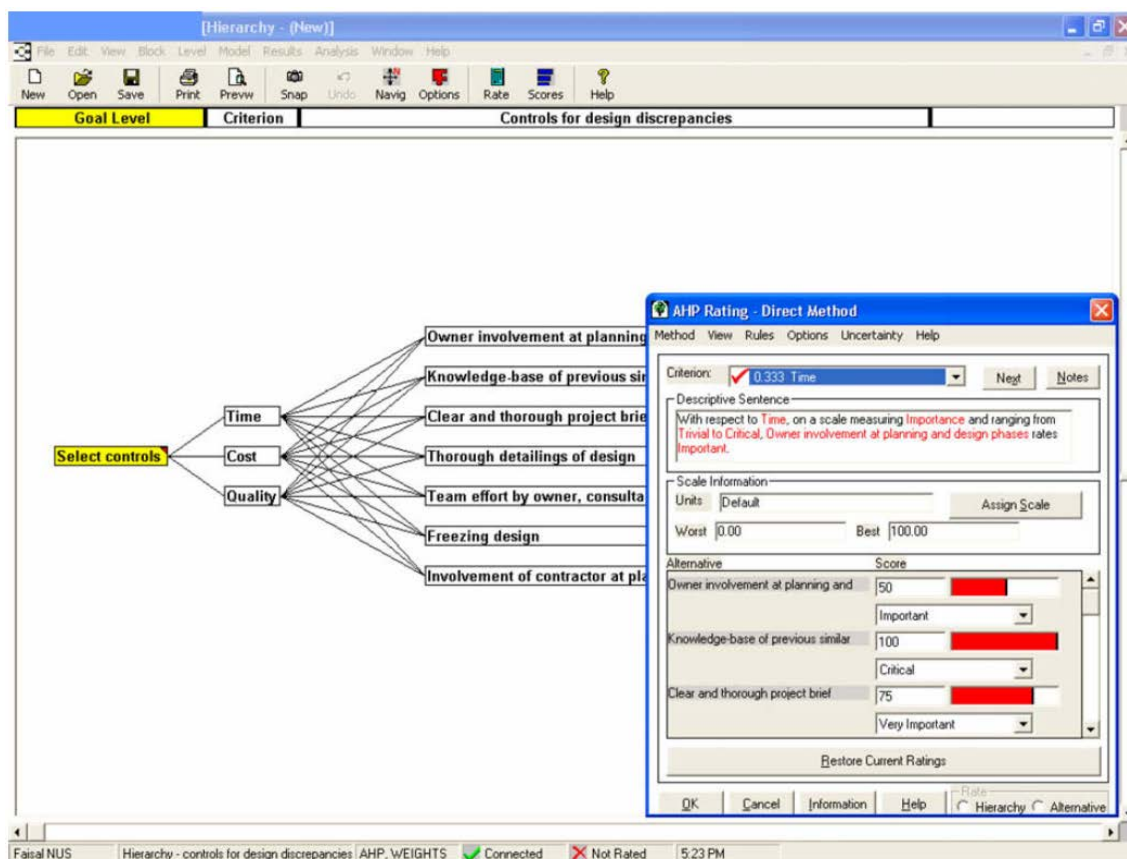 [Hierarchy - (New)]
File Edit View Block Level Model Results Analysis Window Help
New Open Save Print Prevw Snap Undo Navig Options Rate Scores Help
Goal Level Criterion Controls for design discrepancies
Select controls
Time
Cost
Quality
Owner involvement at planning
Knowledge-base of previous sir
Clear and thorough project brie
Thorough detailings of design
Team effort by owner, consulta
Freezing design
Involvement of contractor at pla
AHP Rating - Direct Method
Method View Rules Options Uncertainty Help
Criterion: 0.333 Time Next Notes
Descriptive Sentence
With respect to Time, on a scale measuring Importance and ranging from
Trivial to Critical, Owner involvement at planning and design phases rates
Important.
Scale Information
Units Default Assign Scale
Worst 0.00 Best 100.00
Alternative Score
Owner involvement at planning and 50
Important
Knowledge-base of previous similar 100
Critical
Clear and thorough project brief 75
Very Important
Restore Current Ratings
OK Cancel Information Help Rate Hierarchy Alternative
Faisal NUS Hierarchy - controls for design discrepancies AHP, WEIGHTS Connected Not Rated 5:23 PM